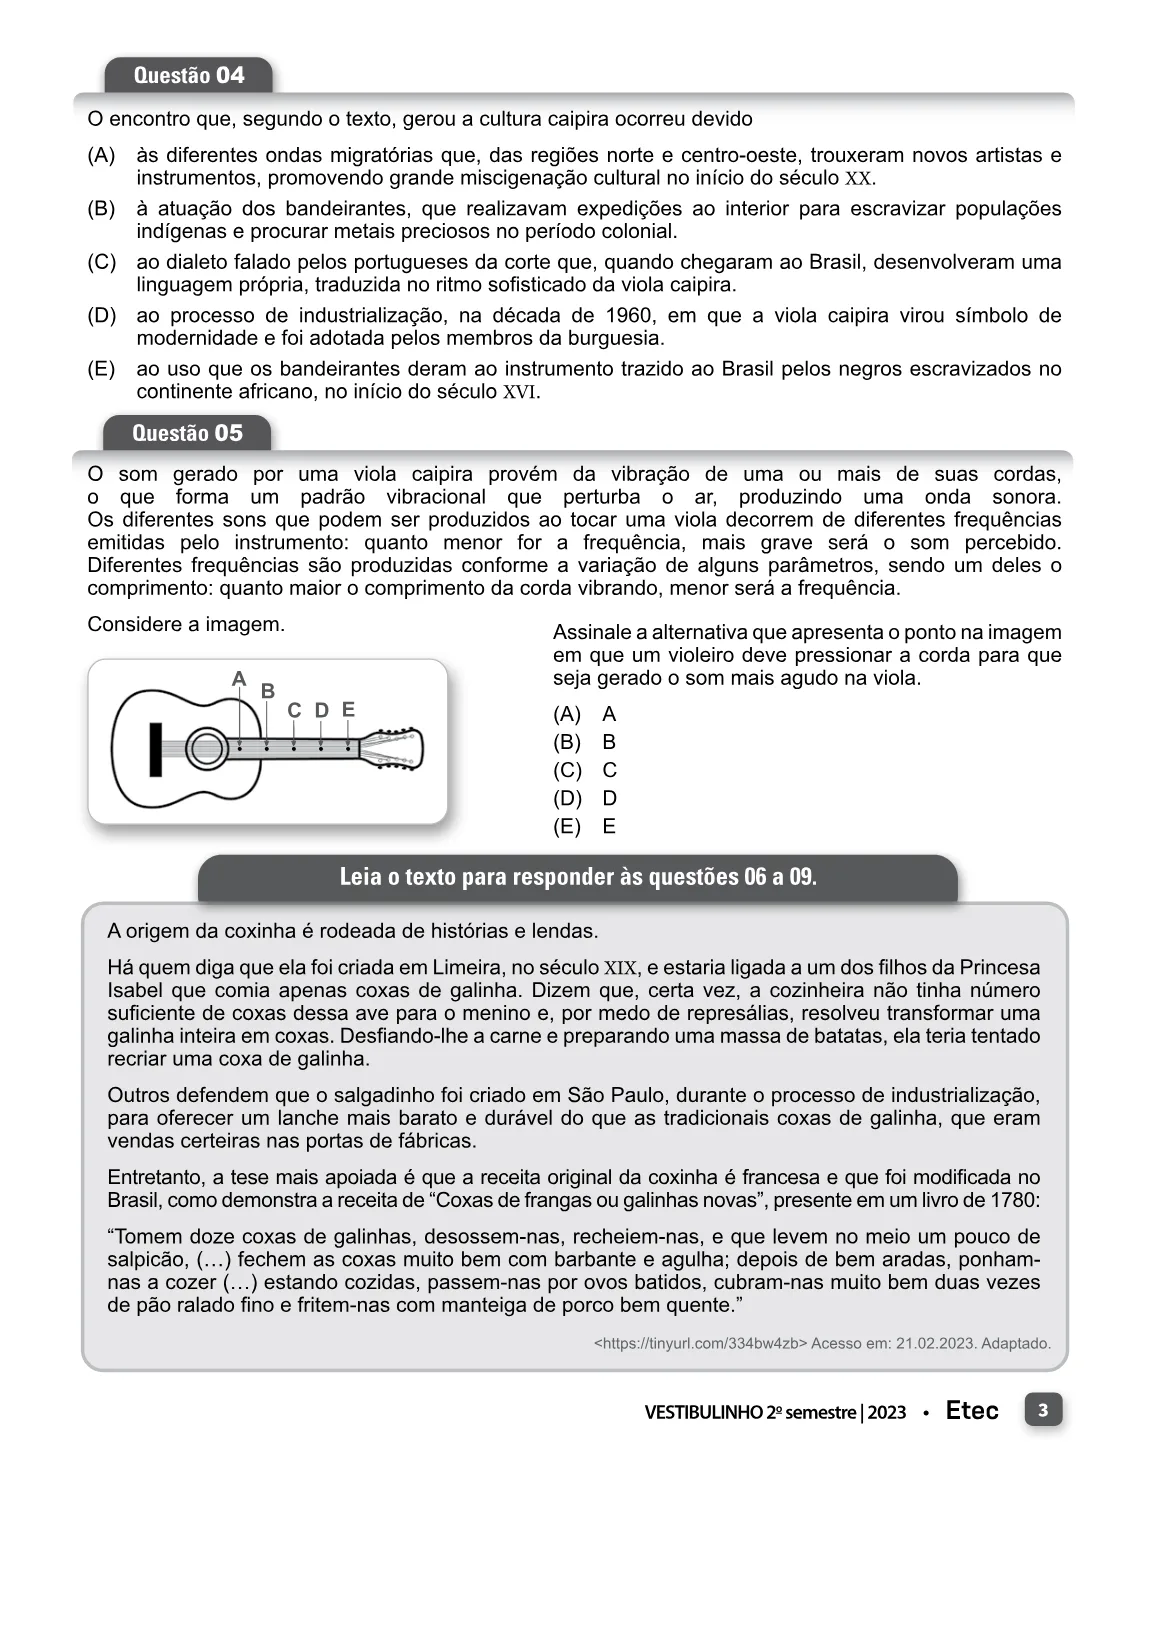 Questão 04
O encontro que, segundo o texto, gerou a cultura caipira ocorreu devido
(A) às diferentes ondas migratórias que, das regiões norte e centro-oeste, trouxeram novos artistas e
instrumentos, promovendo grande miscigenação cultural no início do século XX.
(B) à atuação dos bandeirantes, que realizavam expedições ao interior para escravizar populações
indígenas e procurar metais preciosos no período colonial.
(C) ao dialeto falado pelos portugueses da corte que, quando chegaram ao Brasil, desenvolveram uma
linguagem própria, traduzida no ritmo sofisticado da viola caipira.
(D) ao processo de industrialização, na década de 1960, em que a viola caipira virou símbolo de
modernidade e foi adotada pelos membros da burguesia.
(E) ao uso que os bandeirantes deram ao instrumento trazido ao Brasil pelos negros escravizados no
continente africano, no início do século XVI.
Questão 05
O som gerado por uma viola caipira provém da vibração de uma ou mais de suas cordas,
o que forma um padrão vibracional que perturba o ar, produzindo uma onda sonora.
Os diferentes sons que podem ser produzidos ao tocar uma viola decorrem de diferentes frequências
emitidas pelo instrumento: quanto menor for a frequência, mais grave será o som percebido.
Diferentes frequências são produzidas conforme a variação de alguns parâmetros, sendo um deles o
comprimento: quanto maior o comprimento da corda vibrando, menor será a frequência.
Considere a imagem.
A
B
C D E
Assinale a alternativa que apresenta o ponto na imagem
em que um violeiro deve pressionar a corda para que
seja gerado o som mais agudo na viola.
(A) A
(B) B
(C) C
(D) D
(E) E
Leia o texto para responder às questões 06 a 09.
A origem da coxinha é rodeada de histórias e lendas.
Há quem diga que ela foi criada em Limeira, no século XIX, e estaria ligada a um dos filhos da Princesa
Isabel que comia apenas coxas de galinha. Dizem que, certa vez, a cozinheira não tinha número
suficiente de coxas dessa ave para o menino e, por medo de represálias, resolveu transformar uma
galinha inteira em coxas. Desfiando-lhe a carne e preparando uma massa de batatas, ela teria tentado
recriar uma coxa de galinha.
Outros defendem que o salgadinho foi criado em São Paulo, durante o processo de industrialização,
para oferecer um lanche mais barato e durável do que as tradicionais coxas de galinha, que eram
vendas certeiras nas portas de fábricas.
Entretanto, a tese mais apoiada é que a receita original da coxinha é francesa e que foi modificada no
Brasil, como demonstra a receita de “Coxas de frangas ou galinhas novas”, presente em um livro de 1780:
“Tomem doze coxas de galinhas, desossem-nas, recheiem-nas, e que levem no meio um pouco de
salpicão, (…) fechem as coxas muito bem com barbante e agulha; depois de bem aradas, ponham-
nas a cozer (…) estando cozidas, passem-nas por ovos batidos, cubram-nas muito bem duas vezes
de pão ralado fino e fritem-nas com manteiga de porco bem quente.”
<https://tinyurl.com/334bw4zb> Acesso em: 21.02.2023. Adaptado.
VESTIBULINHO 2º semestre | 2023 • Etec 3